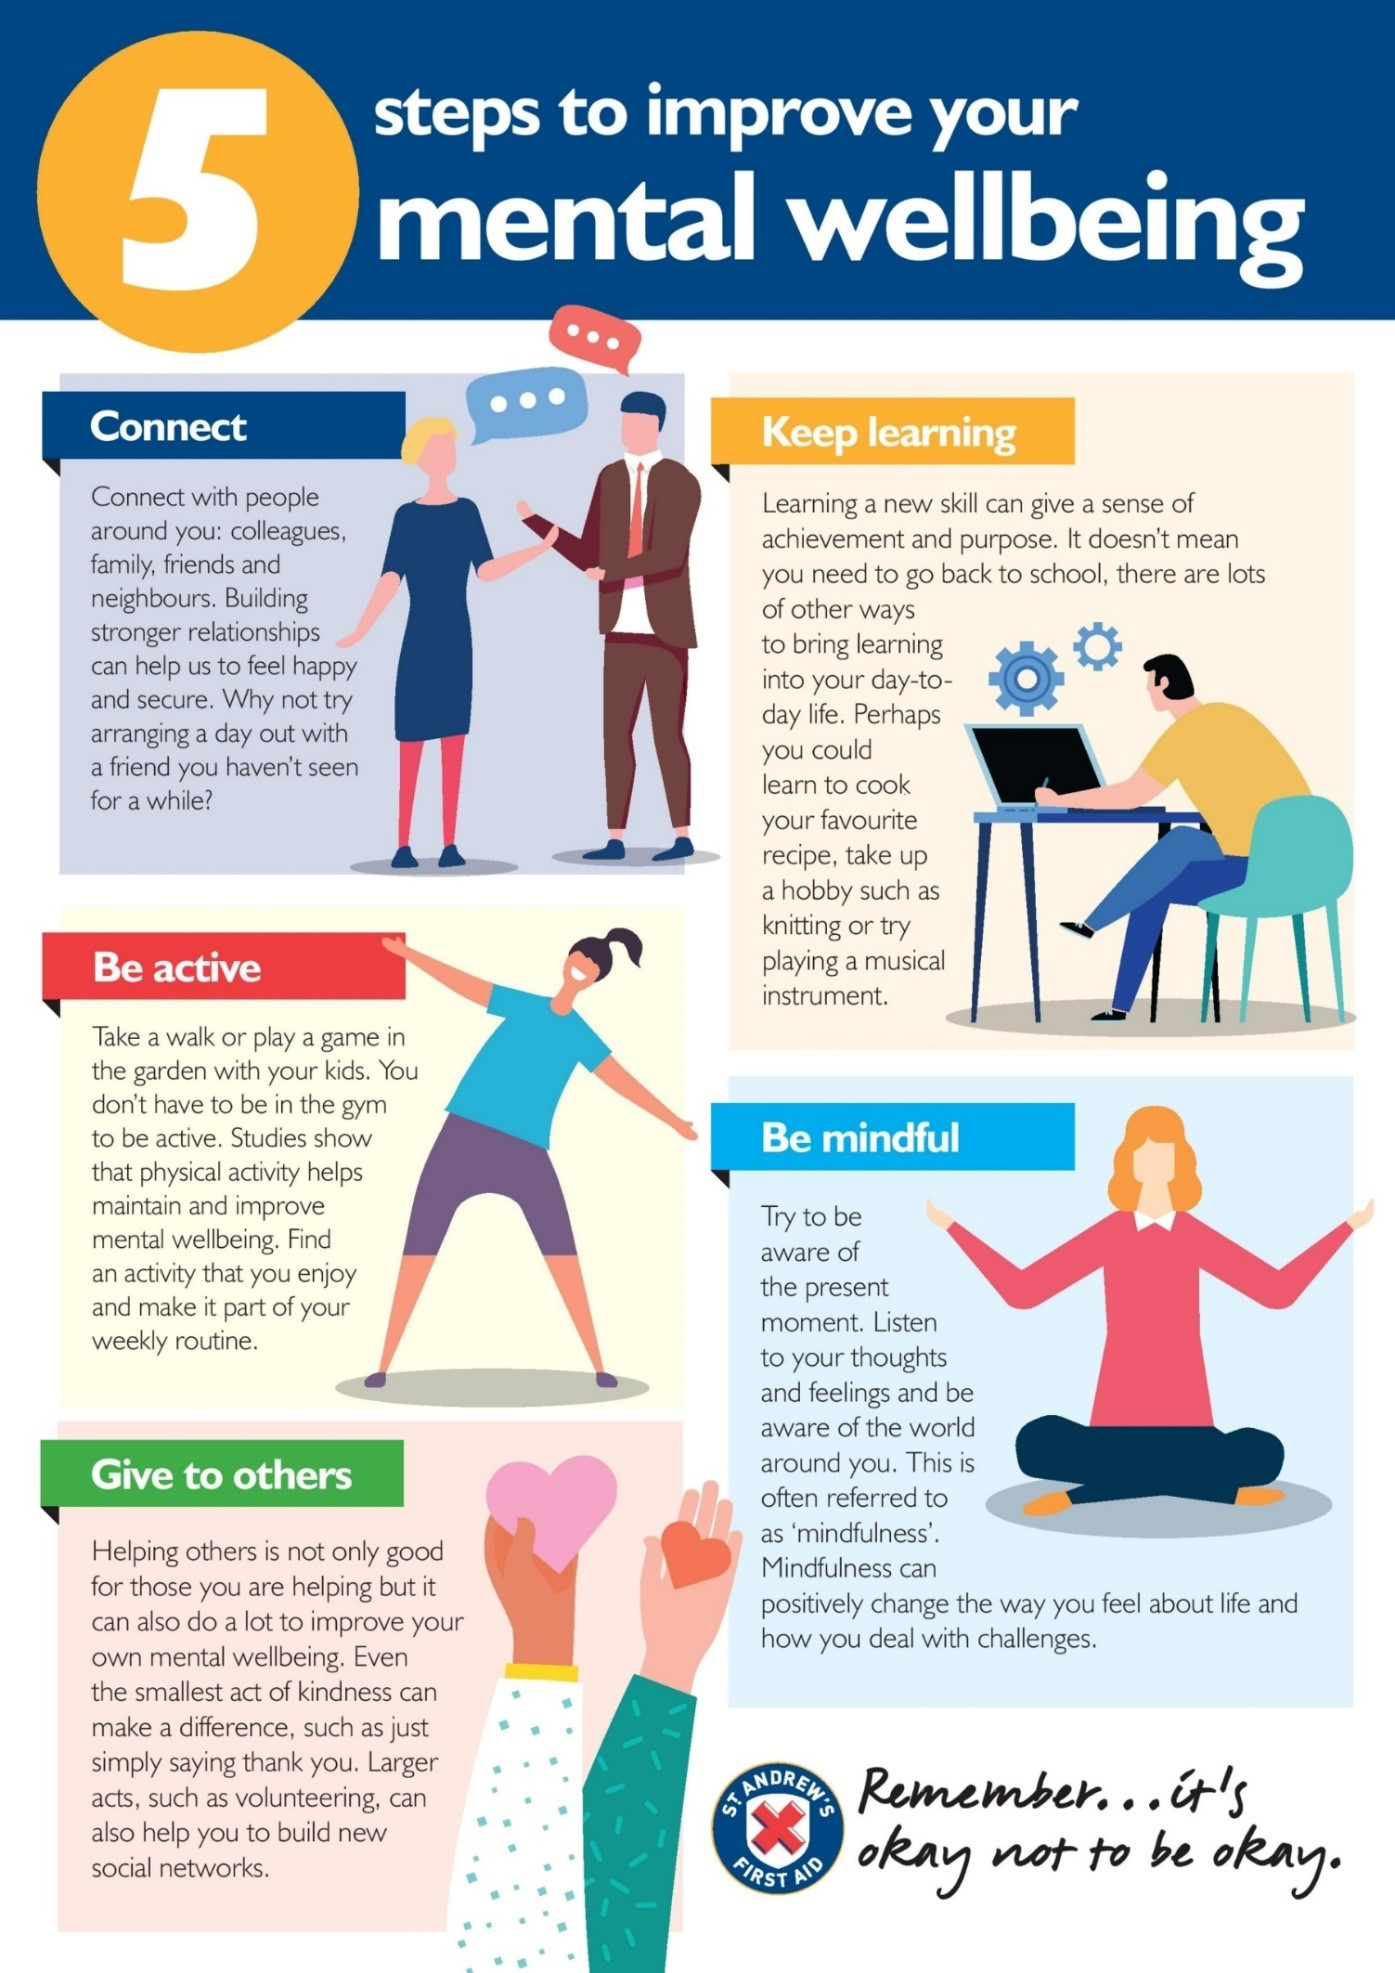 5
steps to improve your
mental wellbeing
Connect
Connect with people
around you: colleagues,
family, friends and
neighbours. Building
stronger relationships
can help us to feel happy
and secure. Why not try
arranging a day out with
a friend you haven't seen
for a while?
Be active
Take a walk or play a game in
the garden with your kids. You
don't have to be in the gym
to be active. Studies show
that physical activity helps
maintain and improve
mental wellbeing. Find
an activity that you enjoy
and make it part of your
weekly routine.
Give to others
Helping others is not only good
for those you are helping but it
can also do a lot to improve your
own mental wellbeing. Even
the smallest act of kindness can
make a difference, such as just
simply saying thank you. Larger
acts, such as volunteering, can
also help you to build new
social networks.
Keep learning
Learning a new skill can give a sense of
achievement and purpose. It doesn't mean
you need to go back to school, there are lots
of other ways
to bring learning
into your day-to-
day life. Perhaps
you could
learn to cook
your favourite
recipe, take up
a hobby such as
knitting or try
playing a musical
instrument.
Be mindful
Try to be
aware of
the present
moment. Listen
to your thoughts
and feelings and be
aware of the world
around you. This is
often referred to
as ‘mindfulness’.
Mindfulness can
positively change the way you feel about life and
how you deal with challenges.
ST ANDREW'S
FIRST AID
Remember...it's
okay not to be okay.